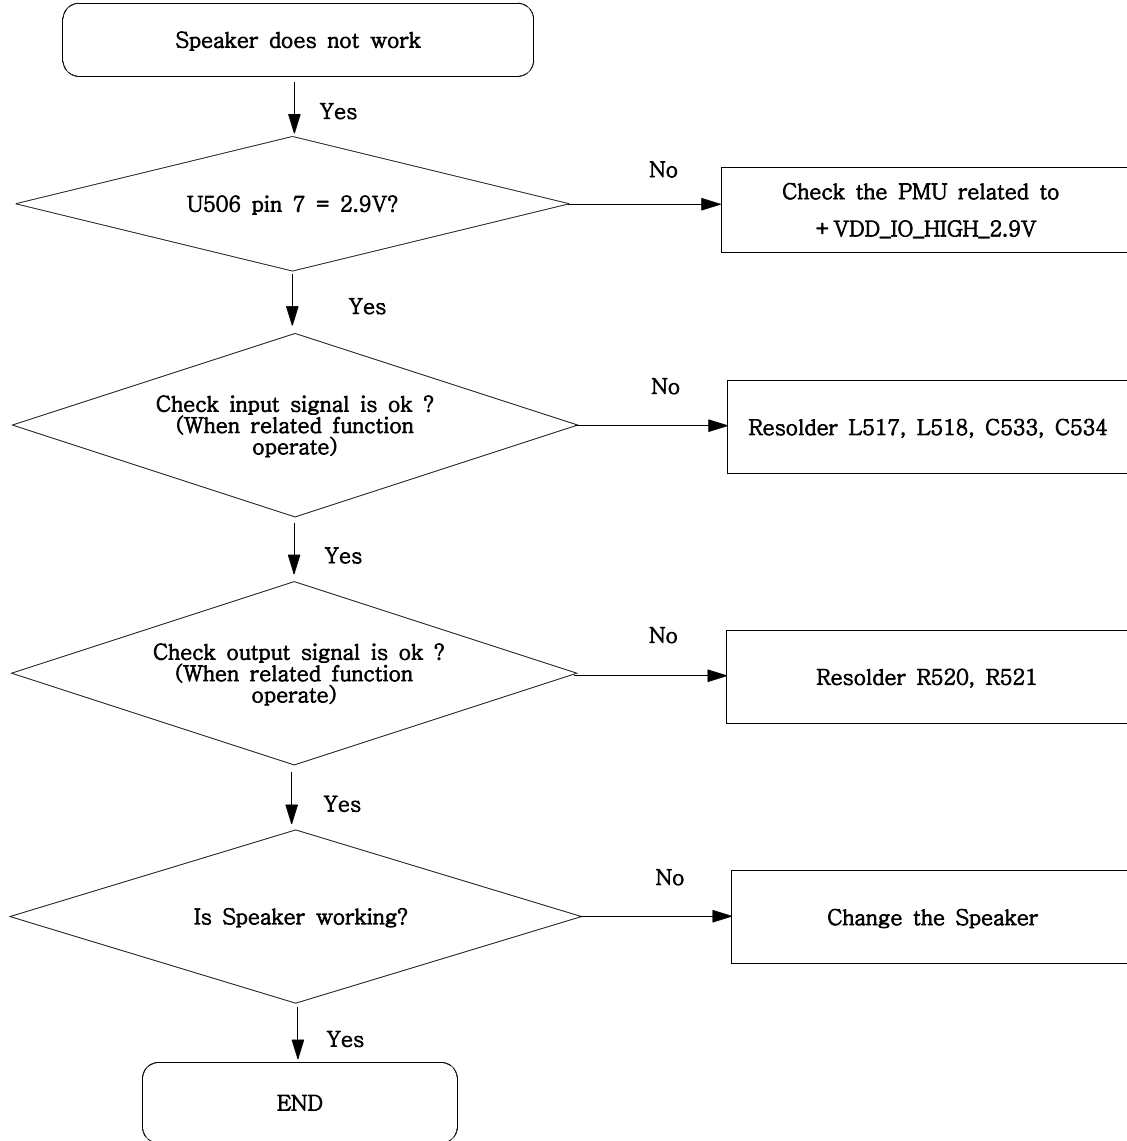 Speaker does not work
Yes
U506 pin 7 = 2.9V?
No
Check the PMU related to
+VDD_IO_HIGH_2.9V
Yes
Check input signal is ok ?
(When related function
operate)
No
Resolder L517, L518, C533, C534
Yes
Check output signal is ok ?
(When related function
operate)
No
Resolder R520, R521
Yes
Is Speaker working?
No
Change the Speaker
Yes
END